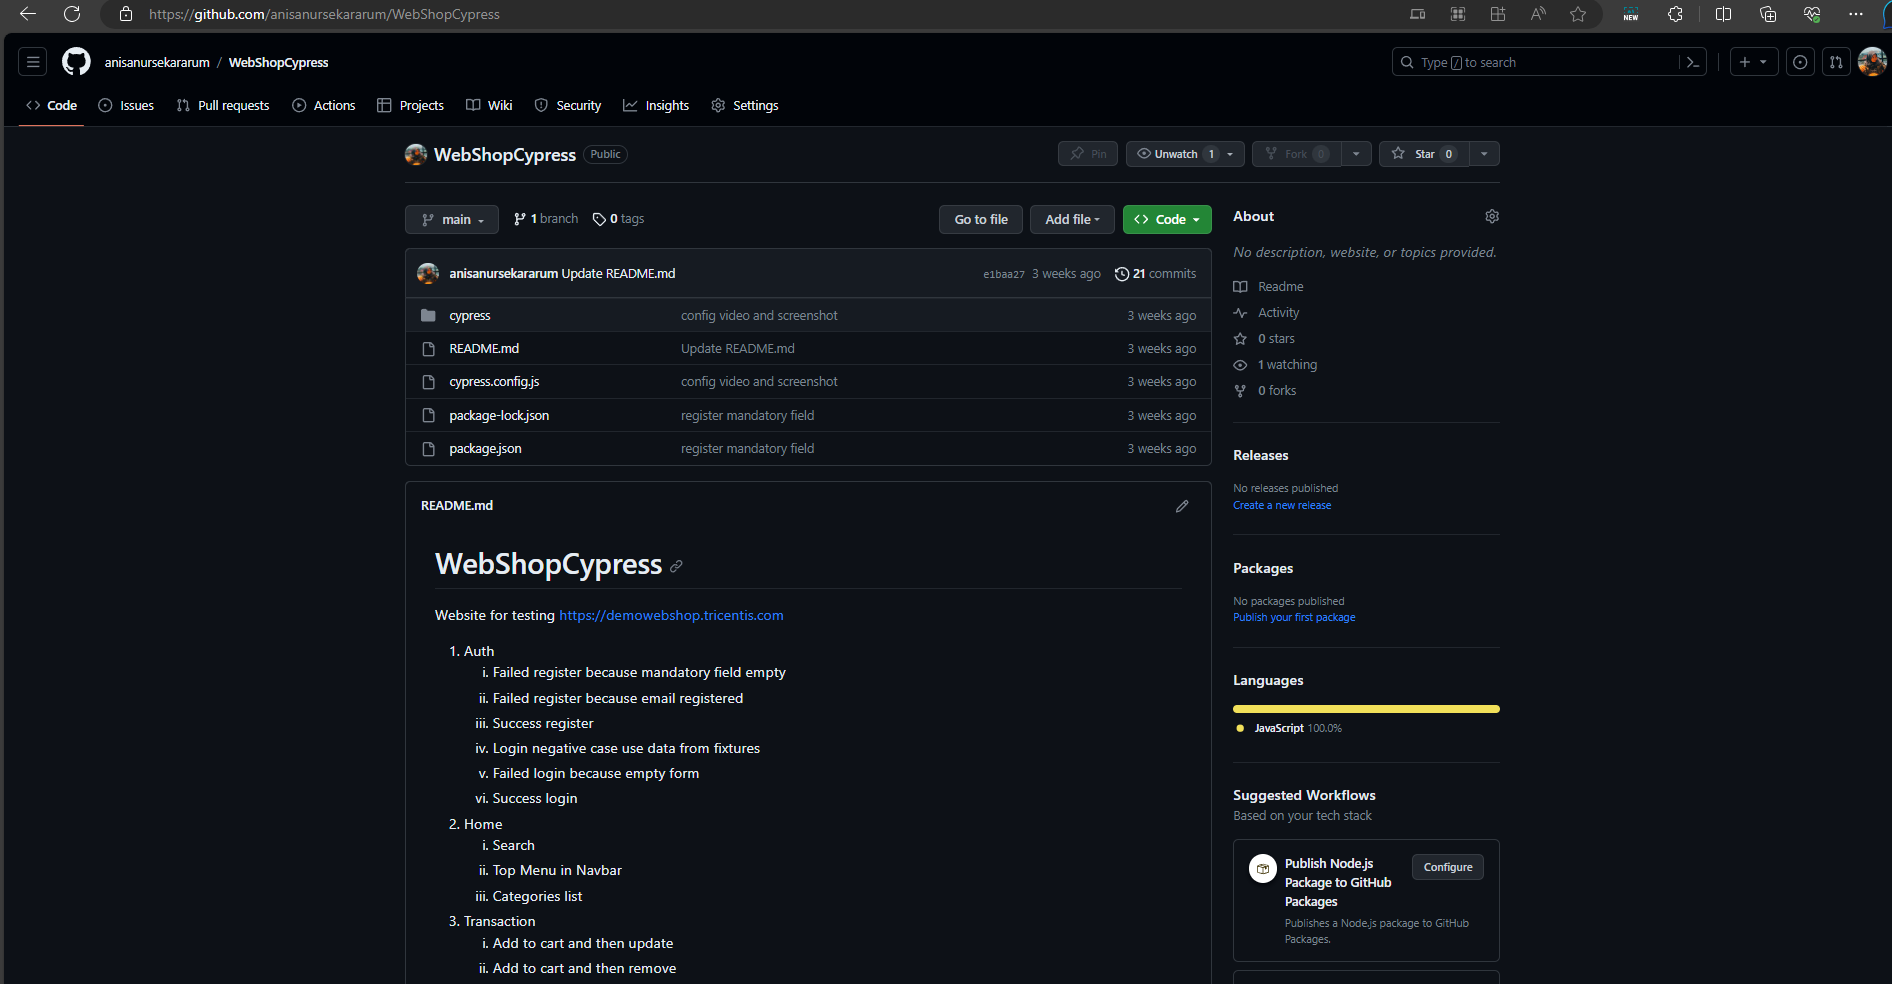 https://github.com/anisanursekararum/WebShopCypress
NEW
anisanursekararum / WebShopCypress
Type / to search
Code Issues Pull requests Actions Projects Wiki Security Insights Settings
WebShopCypress Public
Pin Unwatch 1 Fork 0 Star 0
main 1 branch 0 tags Go to file Add file Code
anisanursekararum Update README.md e1baa27 3 weeks ago 21 commits
cypress config video and screenshot 3 weeks ago
README.md Update README.md 3 weeks ago
cypress.config.js config video and screenshot 3 weeks ago
package-lock.json register mandatory field 3 weeks ago
package.json register mandatory field 3 weeks ago
README.md
WebShopCypress
Website for testing https://demowebshop.tricentis.com
1. Auth
i. Failed register because mandatory field empty
ii. Failed register because email registered
iii. Success register
iv. Login negative case use data from fixtures
v. Failed login because empty form
vi. Success login
2. Home
i. Search
ii. Top Menu in Navbar
iii. Categories list
3. Transaction
i. Add to cart and then update
ii. Add to cart and then remove
About
No description, website, or topics provided.
Readme
Activity
0 stars
1 watching
0 forks
Releases
No releases published
Create a new release
Packages
No packages published
Publish your first package
Languages
JavaScript 100.0%
Suggested Workflows
Based on your tech stack
Publish Node.js
Package to GitHub
Packages
Configure
Publishes a Node.js package to GitHub
Packages.